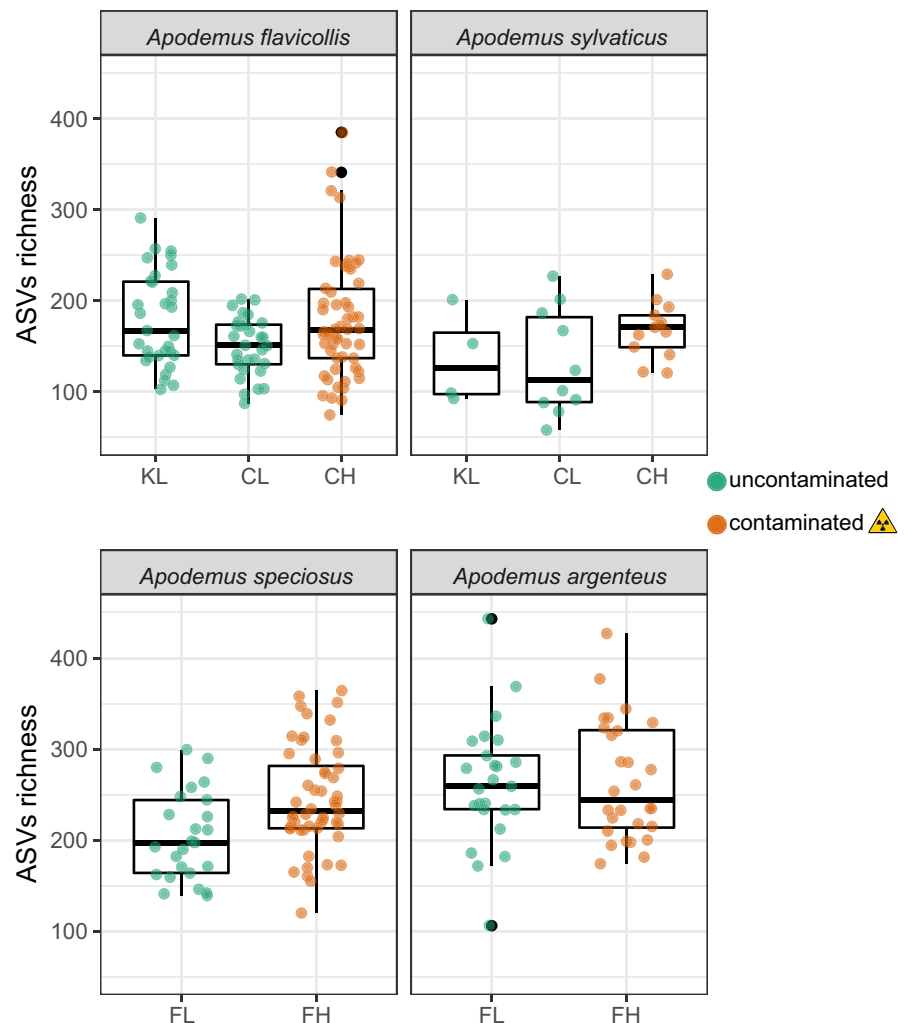 Apodemus flavicollis
Apodemus sylvaticus
ASVs richness
400
300
200
100
KL
CL
CH
KL
CL
CH
uncontaminated
contaminated
Apodemus speciosus
Apodemus argenteus
ASVs richness
400
300
200
100
FL
FH
FL
FH